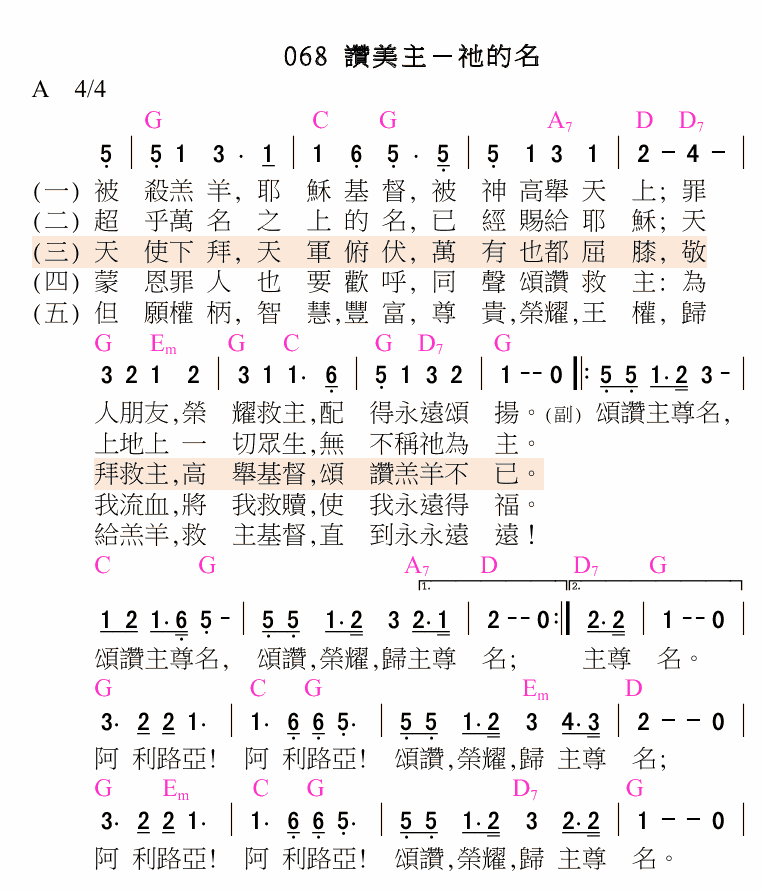 068 讚美主－祂的名
A 4/4
G C G A7 D D7
5 | 5 1 3 . 1 | 1 6 5 . 5 | 5 1 3 1 | 2 - 4 - |
(一) 被 殺羔 羊, 耶 穌 基 督, 被 神 高舉 天 上; 罪
(二) 超 乎萬 名 之 上 的 名, 已 經 賜給 耶 穌; 天
(三) 天 使下 拜, 天 軍 俯 伏, 萬 有 也都 屈 膝, 敬
(四) 蒙 恩罪 人 也 要 歡 呼, 同 聲 頌讚 救 主: 為
(五) 但 願權 柄, 智 慧,豐 富, 尊 貴,榮耀,王 權, 歸
G Em G C G D7 G
3 2 1 2 | 3 1 1. 6 | 5 1 3 2 | 1 - - 0 |: 5 5 1.2 3 - |
人朋友,榮 耀救主,配 得永遠頌 揚。(副) 頌讚主尊名,
上地上 一 切眾生,無 不稱祂為 主。
拜救主,高 舉基督,頌 讚羔羊不 已。
我流血,將 我救贖,使 我永遠得 福。
給羔羊,救 主基督,直 到永永遠 遠！
C G A7 D D7 G
1. 2.
1 2 1.6 5 - | 5 5 1.2 3 2.1 | 2 - - 0 :| 2.2 | 1 - - 0 |
頌讚主尊名, 頌讚,榮耀,歸主尊 名; 主尊 名。
G C G Em D
3. 2 2 1. | 1. 6 6 5. | 5 5 1.2 3 4.3 | 2 - - 0 |
阿 利路亞! 阿 利路亞! 頌讚,榮耀,歸 主尊 名;
G Em C G D7 G
3. 2 2 1. | 1. 6 6 5. | 5 5 1.2 3 2.2 | 1 - - 0 |
阿 利路亞! 阿 利路亞! 頌讚,榮耀,歸 主尊 名。